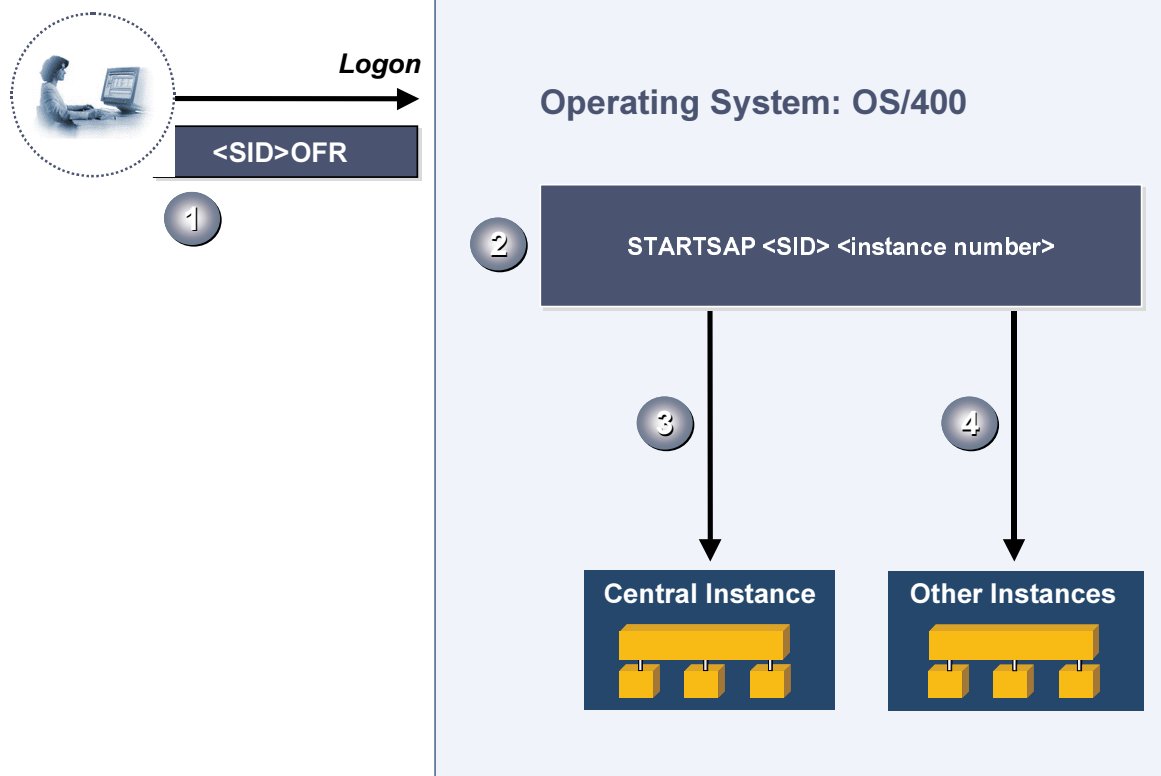 Logon
<SID>OFR
1
Operating System: OS/400
2
STARTSAP <SID> <instance number>
3
4
Central Instance
Other Instances